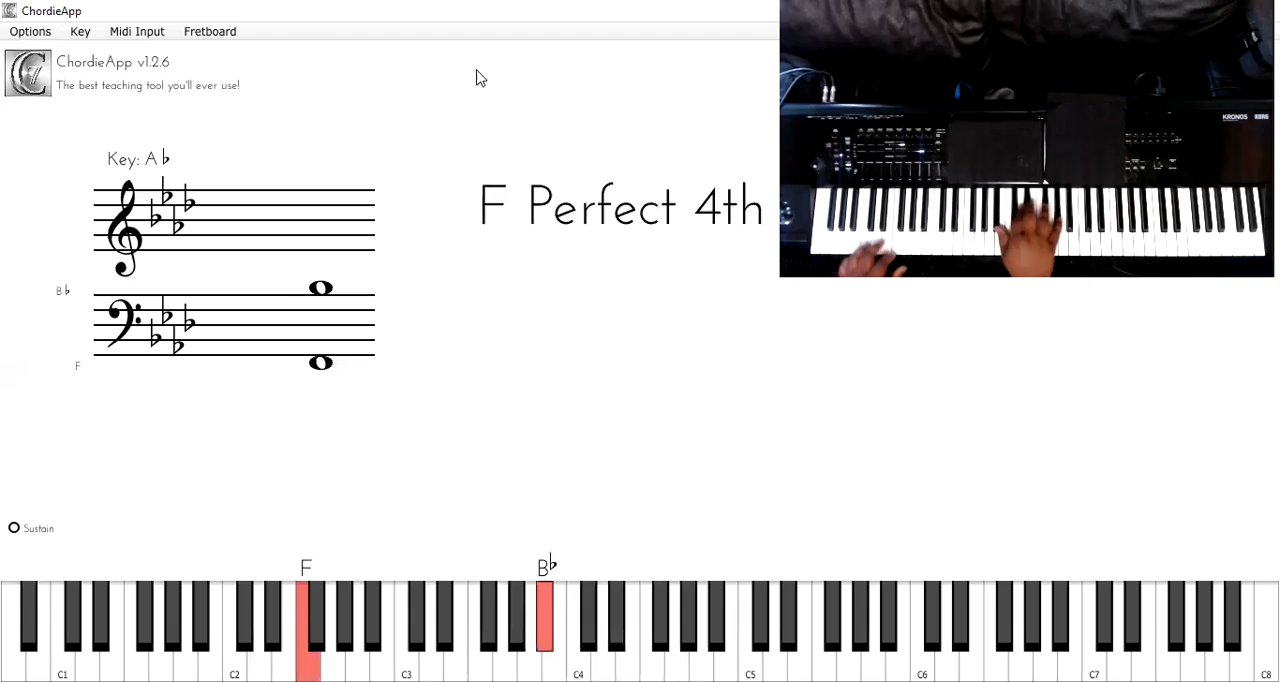 ChordieApp
Options Key Midi Input Fretboard
ChordieApp v1.2.6
The best teaching tool you'll ever use!
Key: A♭
F Perfect 4th
KRONOS KORG
B♭
F
Sustain
F B♭
C1 C2 C3 C4 C5 C6 C7 C8